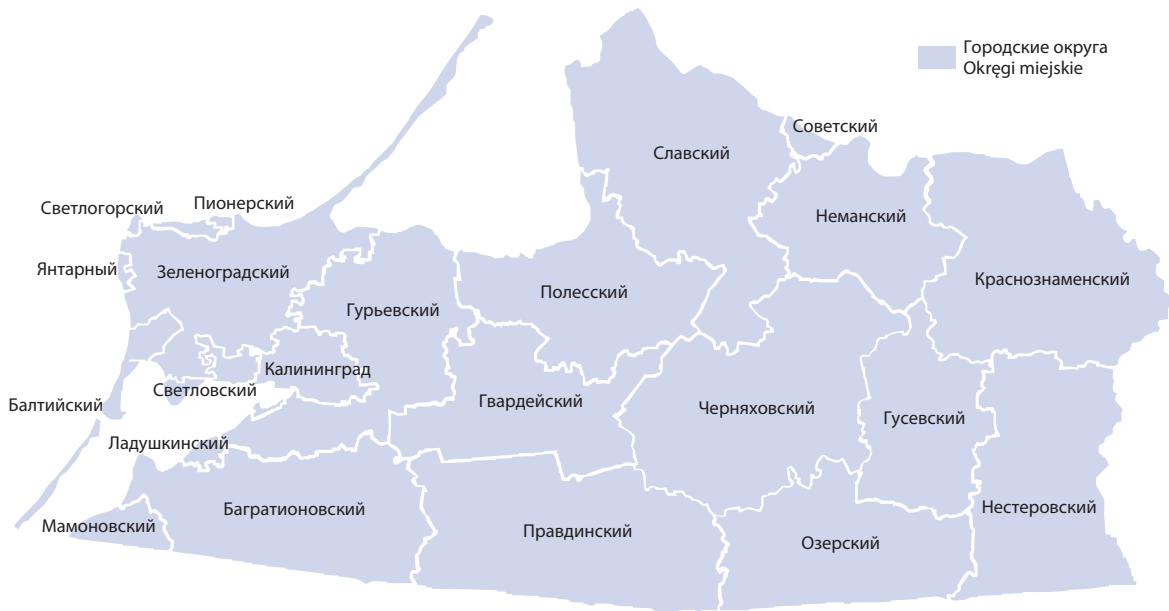 Городские округа
Okręgi miejskie
Советский
Славский
Пионерский
Светлогорский
Неманский
Янтарный
Зеленоградский
Краснознаменский
Полесский
Гурьевский
Калининград
Светловский
Балтийский
Гвардейский
Черняховский
Гусевский
Ладушкинский
Багратионовский
Нестеровский
Мамоновский
Правдинский
Озерский